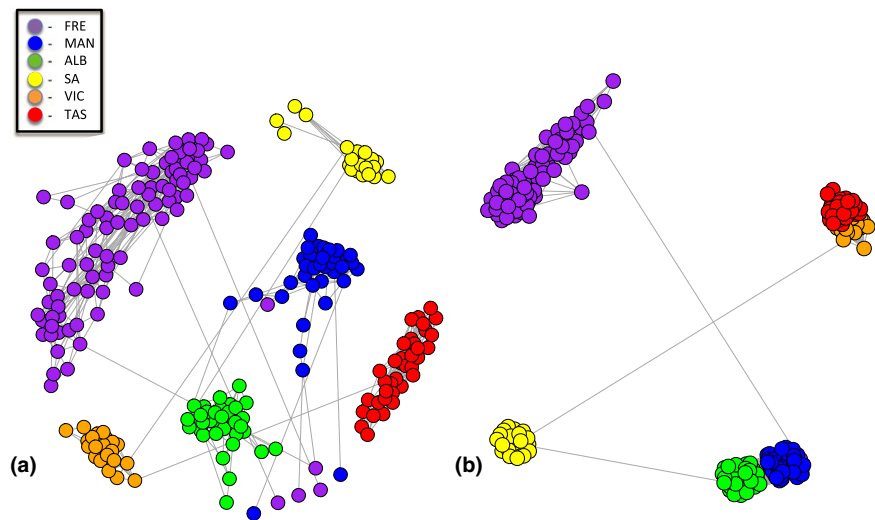 - FRE
- MAN
- ALB
- SA
- VIC
- TAS
(a)
(b)